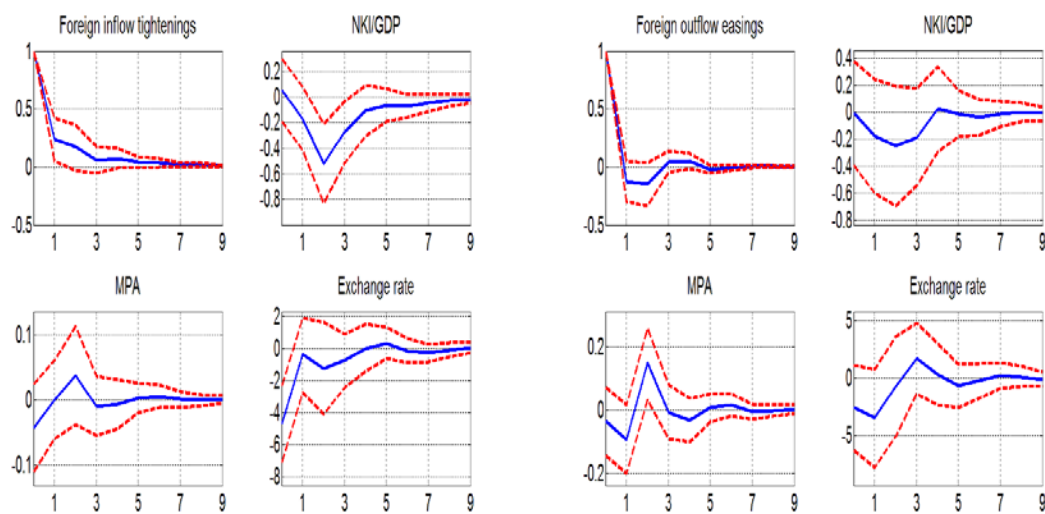 Foreign inflow tightenings
1
0.5
0
-0.5
1 3 5 7 9
NKI/GDP
0.2
0
-0.2
-0.4
-0.6
-0.8
1 3 5 7 9
Foreign outflow easings
1
0.5
0
-0.5
1 3 5 7 9
NKI/GDP
0.4
0.2
0
-0.2
-0.4
-0.6
-0.8
1 3 5 7 9
MPA
0.1
0
-0.1
1 3 5 7 9
Exchange rate
2
0
-2
-4
-6
-8
1 3 5 7 9
MPA
0.2
0
-0.2
1 3 5 7 9
Exchange rate
5
0
-5
1 3 5 7 9